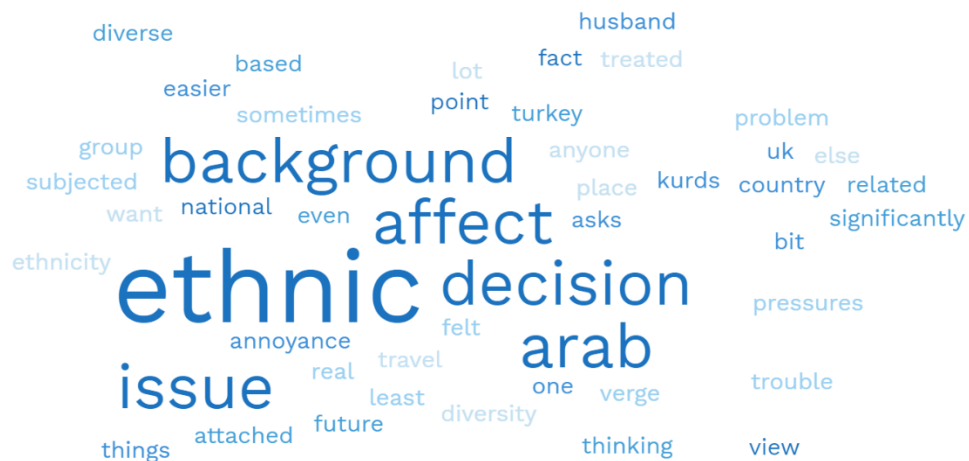 husband
diverse
fact treated
based
lot
easier
point
sometimes
turkey
problem
group
background
anyone
uk else
subjected
place
kurds
country related
want
national
even
affect
asks
significantly
bit
ethnicity
ethnic
decision
pressures
felt
annoyance
arab
travel
real
issue
one
trouble
least
verge
diversity
future
attached
things
thinking
view